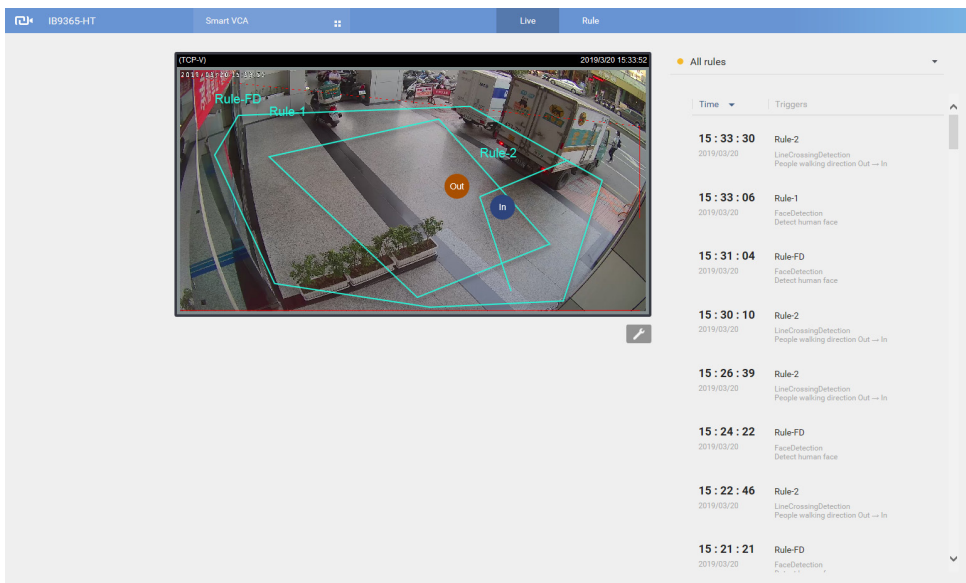 IB9365-HT
Smart VCA
Live
Rule
(TCP-V)
2019/3/20 15:33:52
Rule-FD
Rule-1
Rule-2
Out
In
All rules
Time
Triggers
15 : 33 : 30
Rule-2
2019/03/20
LineCrossingDetection
People walking direction Out → In
15 : 33 : 06
Rule-1
2019/03/20
FaceDetection
Detect human face
15 : 31 : 04
Rule-FD
2019/03/20
FaceDetection
Detect human face
15 : 30 : 10
Rule-2
2019/03/20
LineCrossingDetection
People walking direction Out → In
15 : 26 : 39
Rule-2
2019/03/20
LineCrossingDetection
People walking direction Out → In
15 : 24 : 22
Rule-FD
2019/03/20
FaceDetection
Detect human face
15 : 22 : 46
Rule-2
2019/03/20
LineCrossingDetection
People walking direction Out → In
15 : 21 : 21
Rule-FD
2019/03/20
FaceDetection